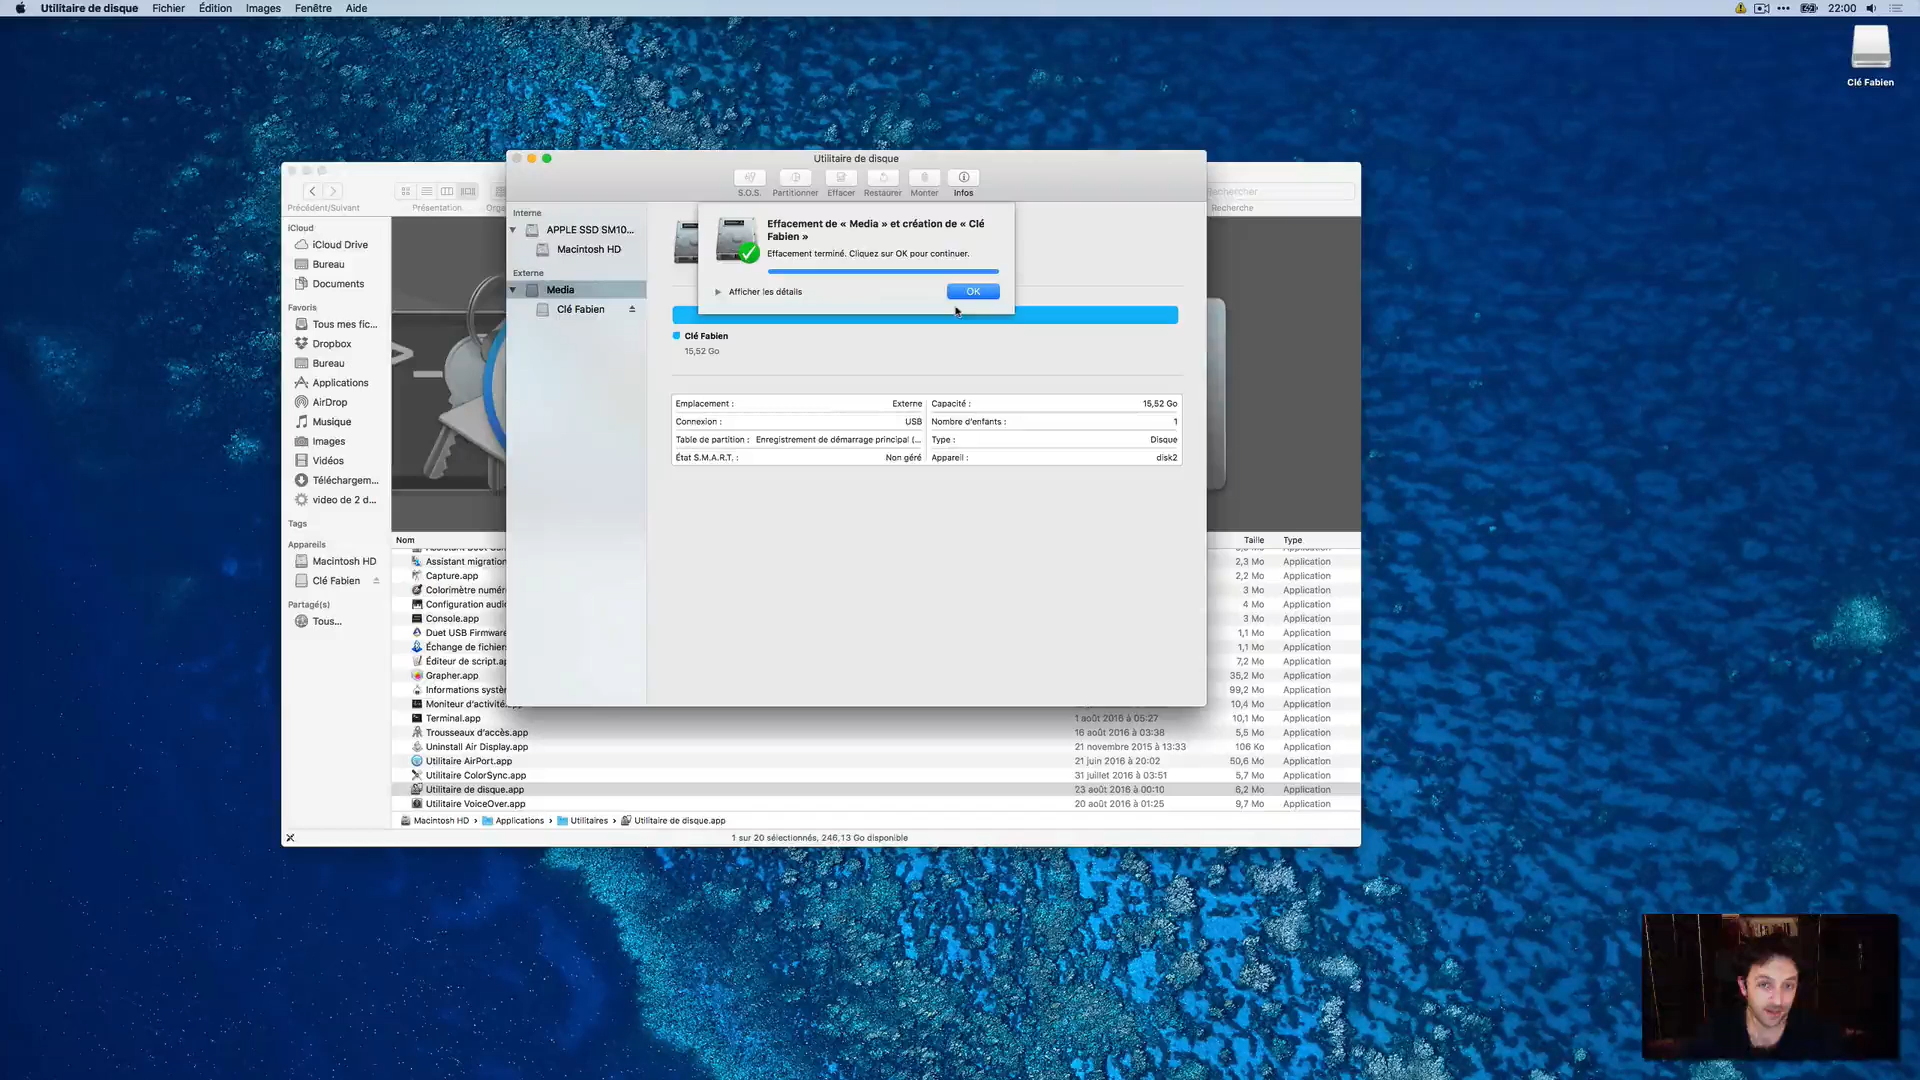 Utilitaire de disque Fichier Édition Images Fenêtre Aide
22:00
Clé Fabien
Utilitaire de disque
S.O.S. Partitionner Effacer Restaurer Monter Infos
Précédent/Suivant Présentation
Rechercher
Recherche
iCloud
iCloud Drive
Bureau
Documents
Favoris
Tous mes fic...
Dropbox
Bureau
Applications
AirDrop
Musique
Images
Vidéos
Téléchargem...
video de 2 d...
Tags
Appareils
Macintosh HD
Clé Fabien
Partagé(s)
Tous...
Interne
APPLE SSD SM10...
Macintosh HD
Externe
Media
Clé Fabien
Effacement de « Media » et création de « Clé
Fabien »
Effacement terminé. Cliquez sur OK pour continuer.
Afficher les détails
OK
Clé Fabien
15,52 Go
Emplacement : Externe
Connexion : USB
Table de partition : Enregistrement de démarrage principal (...
État S.M.A.R.T. : Non géré
Capacité : 15,52 Go
Nombre d'enfants : 1
Type : Disque
Appareil : disk2
Nom Taille Type
Assistant migration 2,3 Mo Application
Capture.app 2,2 Mo Application
Colorimètre numér 3 Mo Application
Configuration audio 4 Mo Application
Console.app 3 Mo Application
Duet USB Firmware 1,1 Mo Application
Échange de fichiers 1,1 Mo Application
Éditeur de script.ap 7,2 Mo Application
Grapher.app 35,2 Mo Application
Informations systèm 99,2 Mo Application
Moniteur d'activité.app 10,4 Mo Application
Terminal.app 1 août 2016 à 05:27 10,1 Mo Application
Trousseaux d'accès.app 16 août 2016 à 03:38 5,5 Mo Application
Uninstall Air Display.app 21 novembre 2015 à 13:33 106 Ko Application
Utilitaire AirPort.app 21 juin 2016 à 20:02 50,6 Mo Application
Utilitaire ColorSync.app 31 juillet 2016 à 03:51 5,7 Mo Application
Utilitaire de disque.app 23 août 2016 à 00:10 6,2 Mo Application
Utilitaire VoiceOver.app 20 août 2016 à 01:25 9,7 Mo Application
Macintosh HD › Applications › Utilitaires › Utilitaire de disque.app
1 sur 20 sélectionnés, 246,13 Go disponible